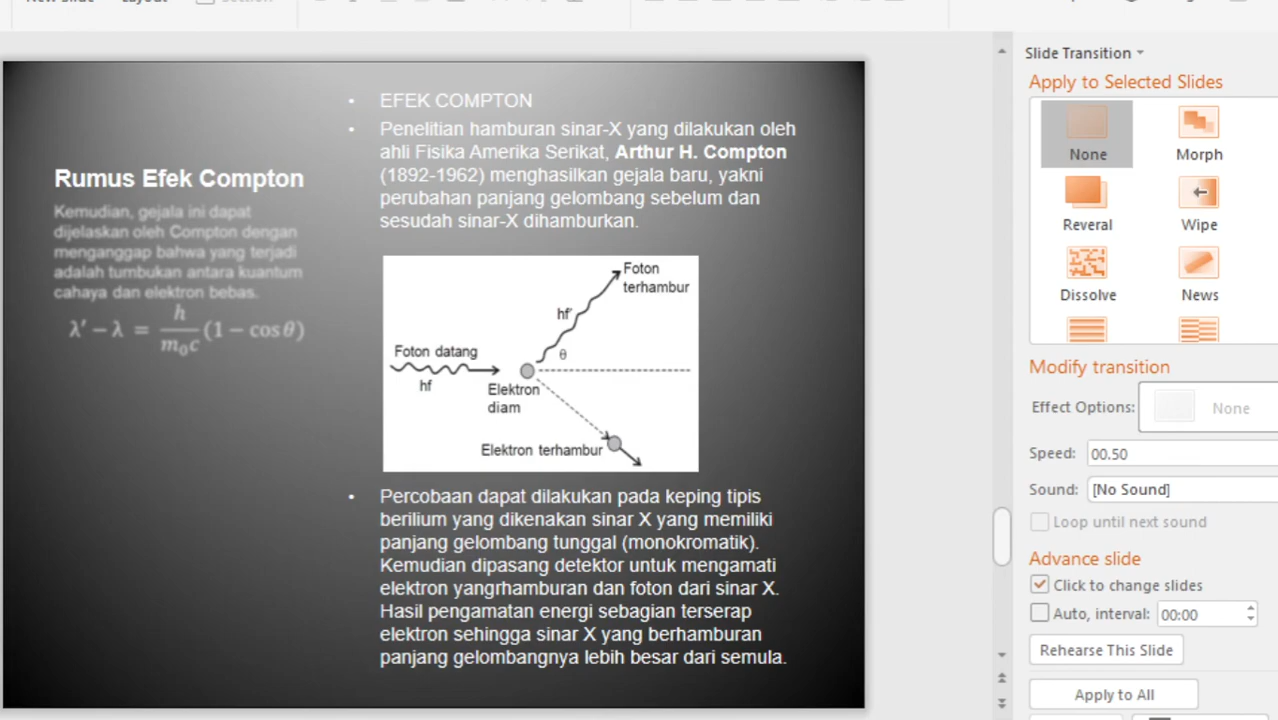 Slide Transition
Apply to Selected Slides
None
Morph
Reveral
Wipe
Dissolve
News
Modify transition
Effect Options:
None
Speed:
00.50
Sound:
[No Sound]
Loop until next sound
Advance slide
Click to change slides
Auto, interval:
00:00
Rehearse This Slide
Apply to All
Rumus Efek Compton
Kemudian, gejala ini dapat
dijelaskan oleh Compton dengan
menganggap bahwa yang terjadi
adalah tumbukan antara kuantum
cahaya dan elektron bebas.
λ′ − λ = h/m₀c (1 − cos θ)
• EFEK COMPTON
• Penelitian hamburan sinar-X yang dilakukan oleh
ahli Fisika Amerika Serikat, Arthur H. Compton
(1892-1962) menghasilkan gejala baru, yakni
perubahan panjang gelombang sebelum dan
sesudah sinar-X dihamburkan.
Foton
terhambur
hf'
θ
Foton datang
hf
Elektron
diam
Elektron terhambur
• Percobaan dapat dilakukan pada keping tipis
berilium yang dikenakan sinar X yang memiliki
panjang gelombang tunggal (monokromatik).
Kemudian dipasang detektor untuk mengamati
elektron yangrhamburan dan foton dari sinar X.
Hasil pengamatan energi sebagian terserap
elektron sehingga sinar X yang berhamburan
panjang gelombangnya lebih besar dari semula.